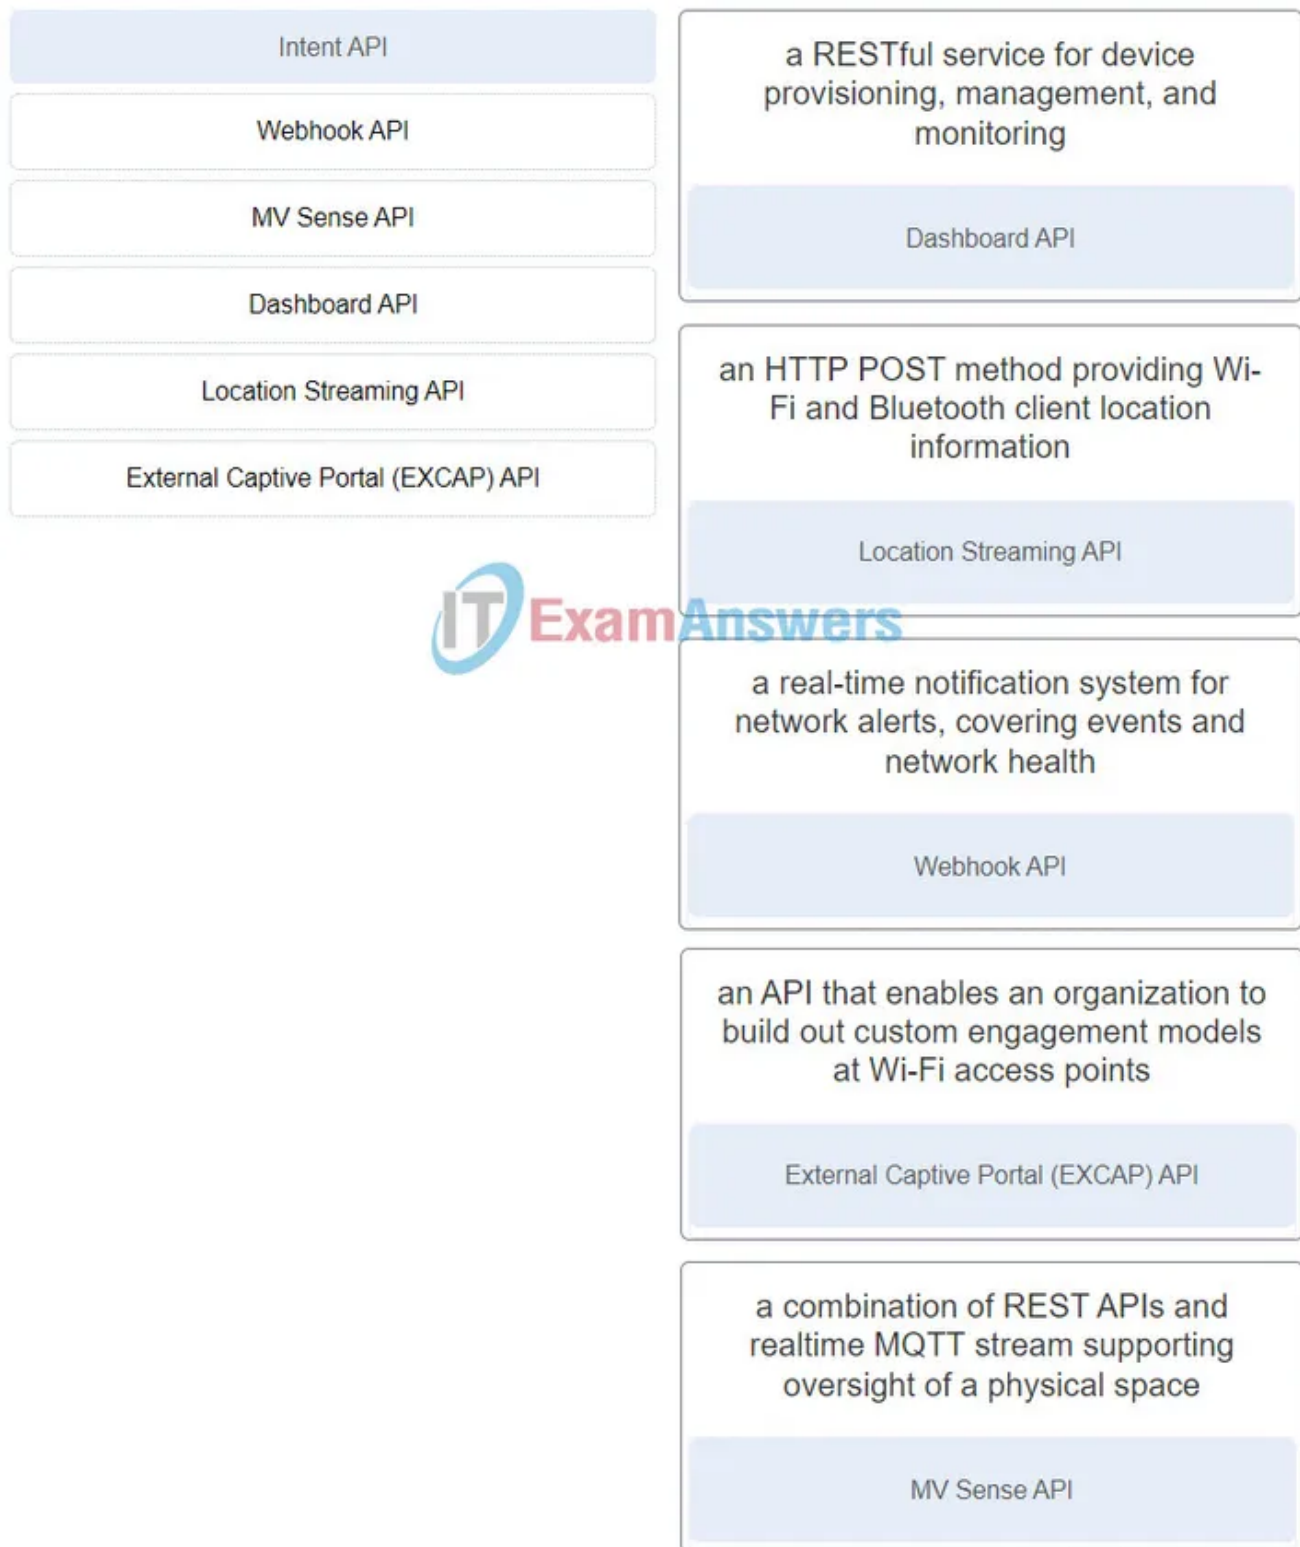 Intent API
Webhook API
MV Sense API
Dashboard API
Location Streaming API
External Captive Portal (EXCAP) API
a RESTful service for device
provisioning, management, and
monitoring
Dashboard API
an HTTP POST method providing Wi-
Fi and Bluetooth client location
information
Location Streaming API
IT ExamAnswers
a real-time notification system for
network alerts, covering events and
network health
Webhook API
an API that enables an organization to
build out custom engagement models
at Wi-Fi access points
External Captive Portal (EXCAP) API
a combination of REST APIs and
realtime MQTT stream supporting
oversight of a physical space
MV Sense API